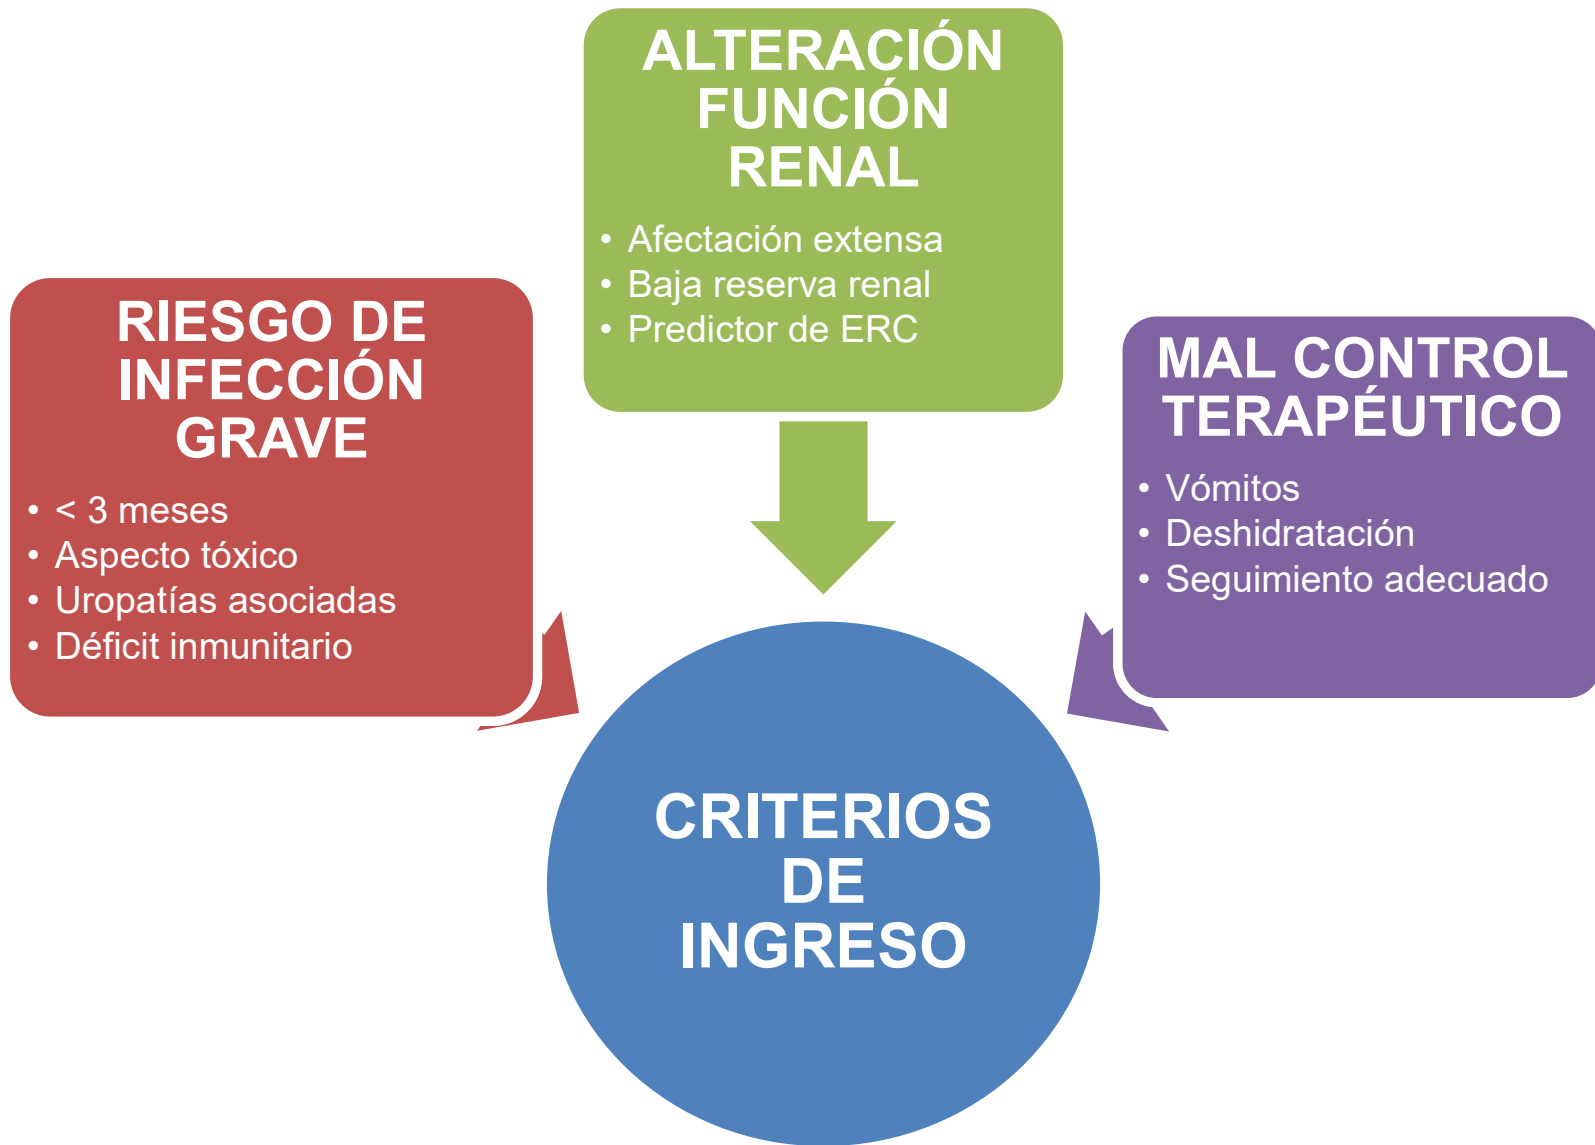 ALTERACIÓN
FUNCIÓN
RENAL
• Afectación extensa
• Baja reserva renal
• Predictor de ERC
RIESGO DE
INFECCIÓN
GRAVE
• < 3 meses
• Aspecto tóxico
• Uropatías asociadas
• Déficit inmunitario
MAL CONTROL
TERAPÉUTICO
• Vómitos
• Deshidratación
• Seguimiento adecuado
CRITERIOS
DE
INGRESO